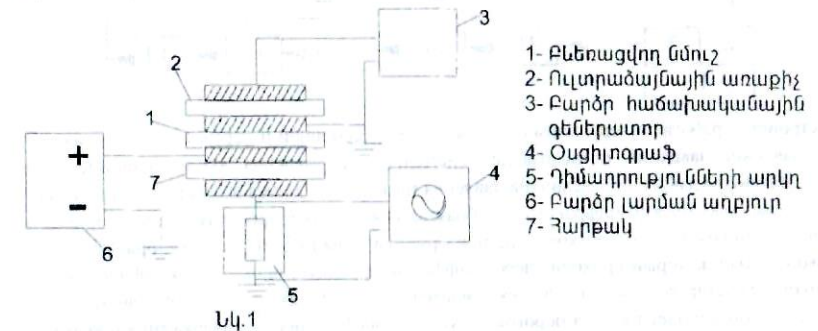 3
2
1
+
7
4
−
6
5
Նկ.1
1- Բևեռացվող նմուշ
2- Ուլտրաձայնային առաքիչ
3- Բարձր հաճախականային
գեներատոր
4- Օսցիլոգրաֆ
5- Դիմադրությունների արկղ
6- Բարձր լարման աղբյուր
7- Հարթակ